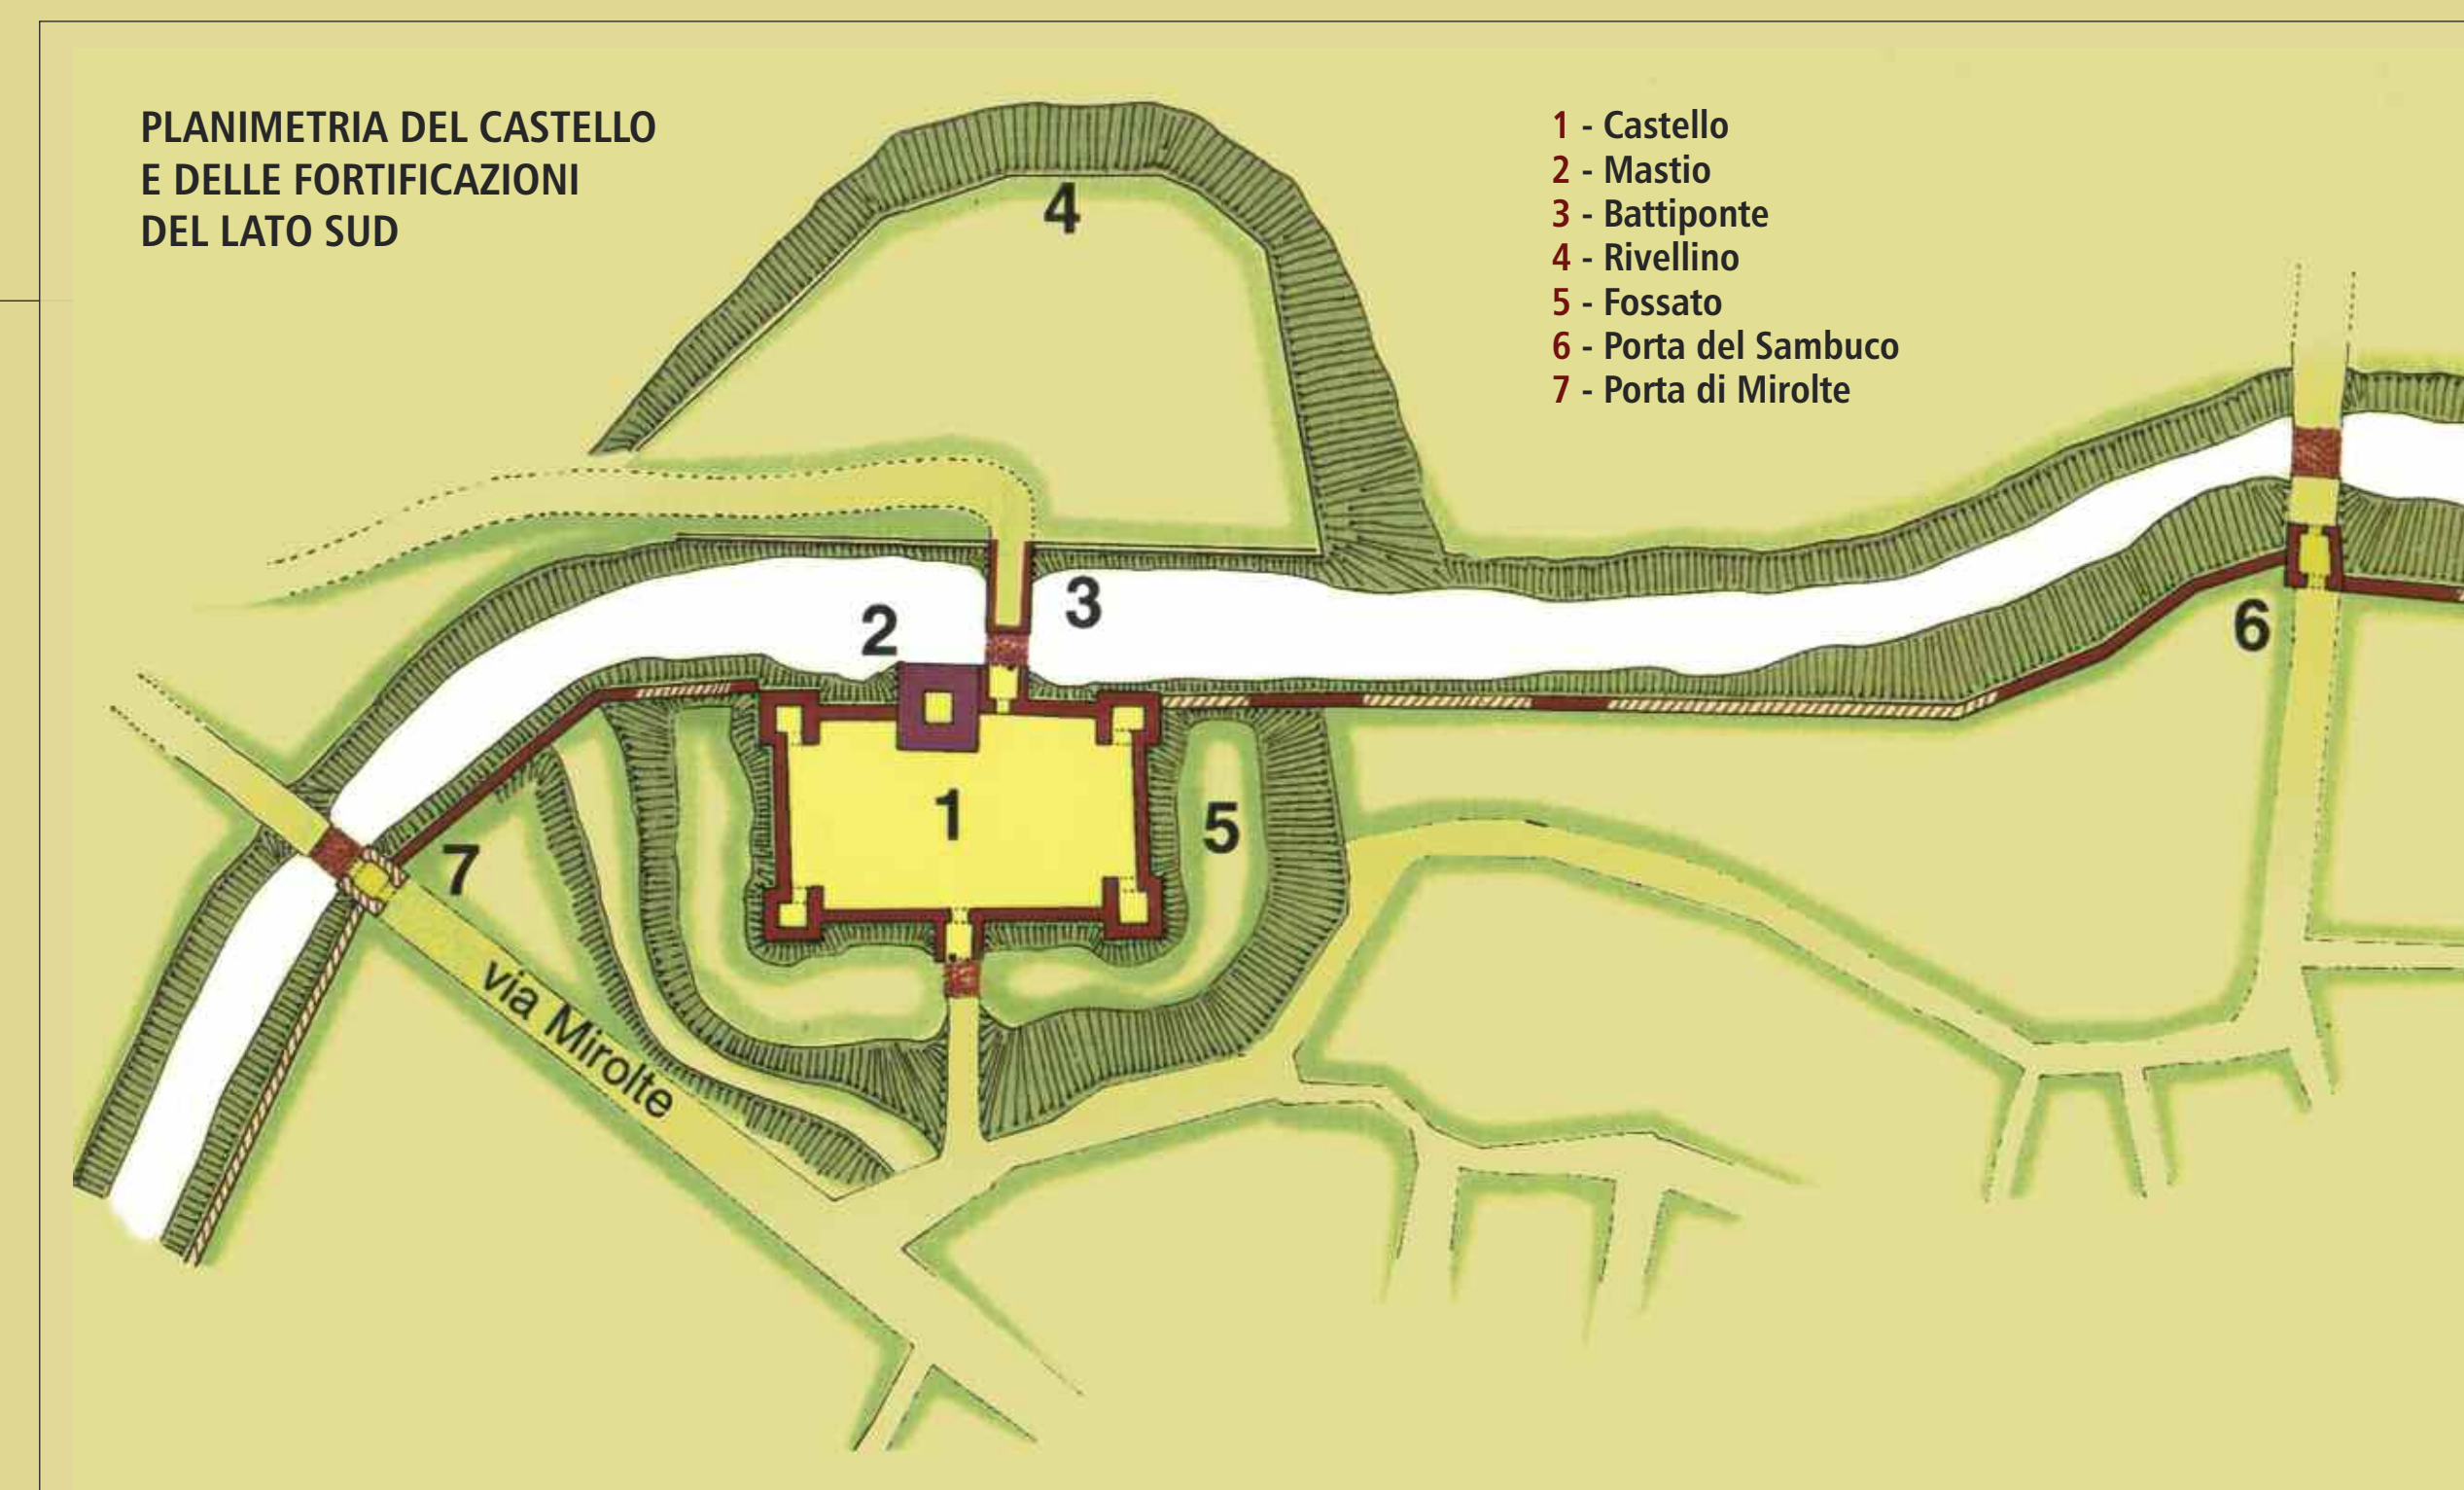 PLANIMETRIA DEL CASTELLO
E DELLE FORTIFICAZIONI
DEL LATO SUD
1 - Castello
2 - Mastio
3 - Battiponte
4 - Rivellino
5 - Fossato
6 - Porta del Sambuco
7 - Porta di Mirolte
4
3
2
6
1
5
7
via Mirolte